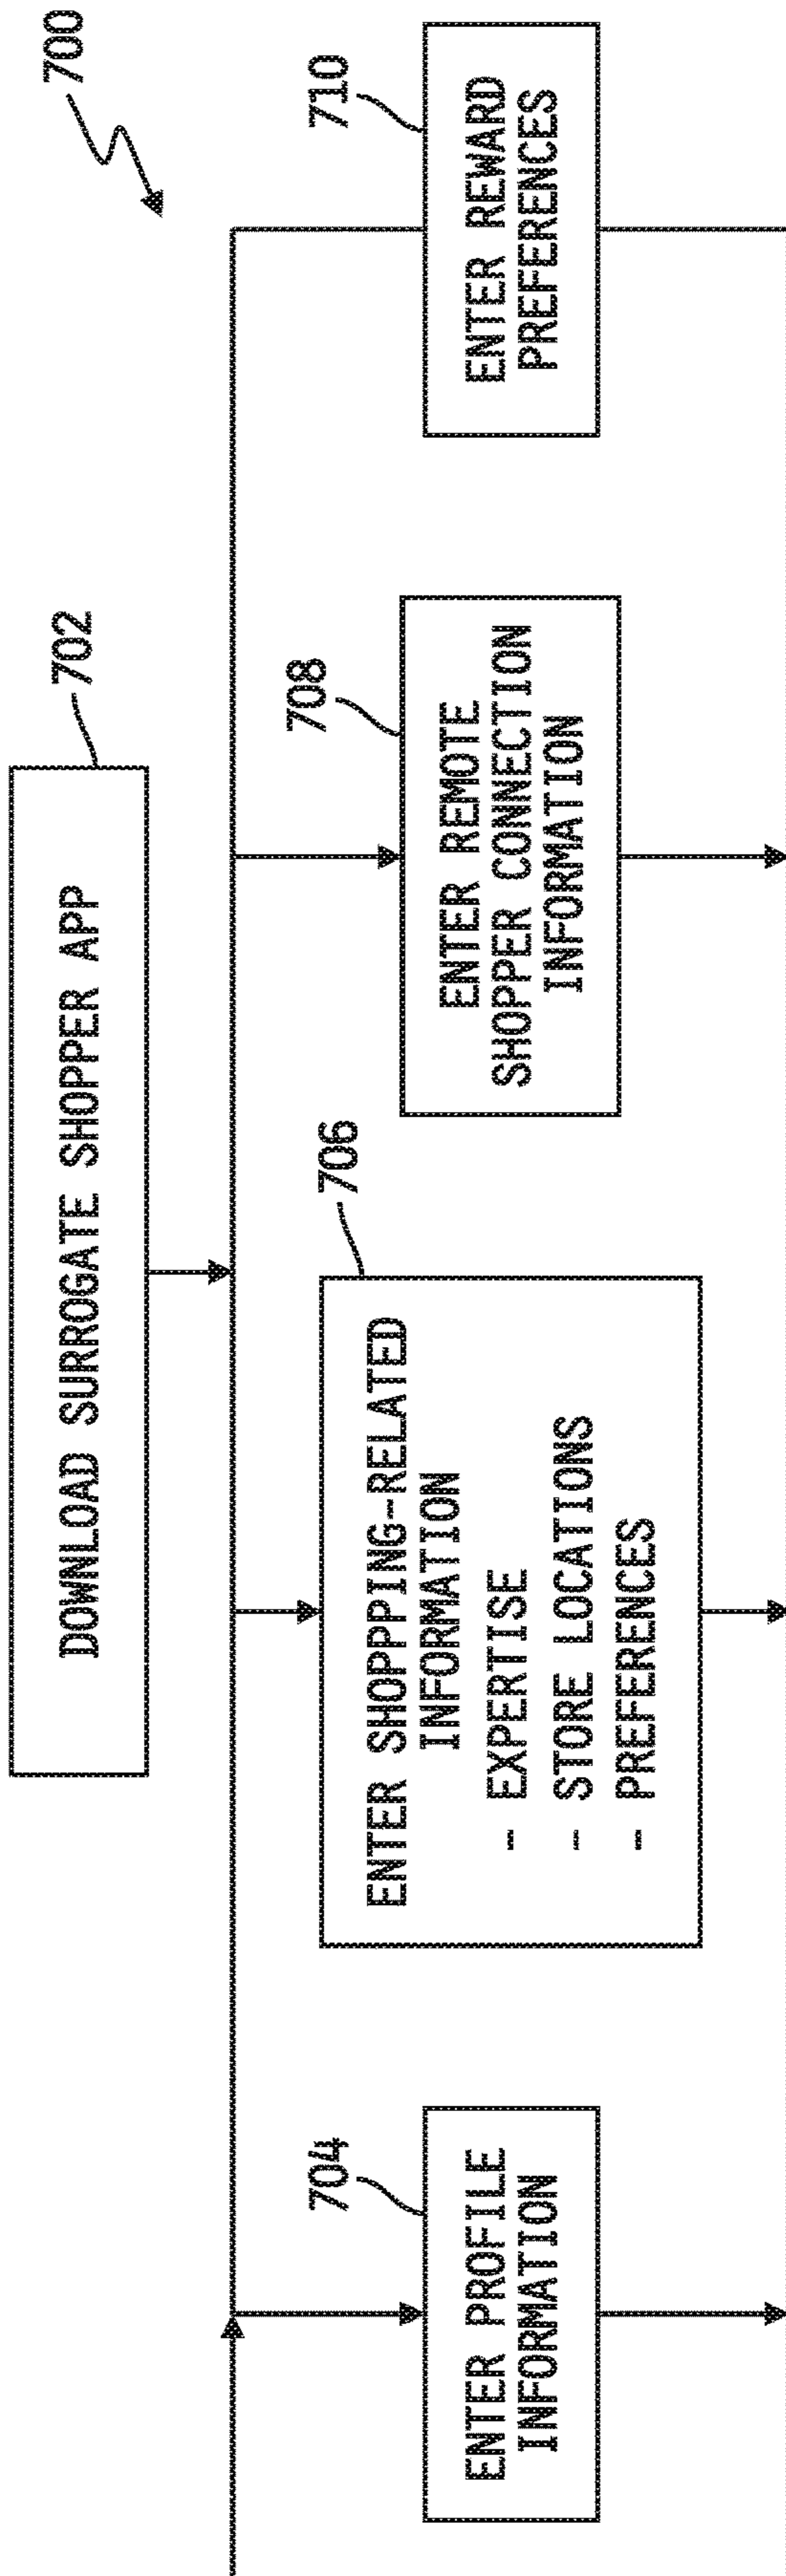 700
702
DOWNLOAD SURROGATE SHOPPER APP
704
ENTER PROFILE
INFORMATION
706
ENTER SHOPPPING-RELATED
INFORMATION
- EXPERTISE
- STORE LOCATIONS
- PREFERENCES
708
ENTER REMOTE
SHOPPER CONNECTION
INFORMATION
710
ENTER REWARD
PREFERENCES